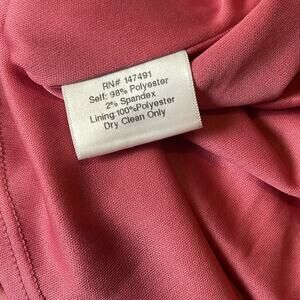 RN# 147491
Self: 98% Polyester
2% Spandex
Lining:100%Polyester
Dry Clean Only